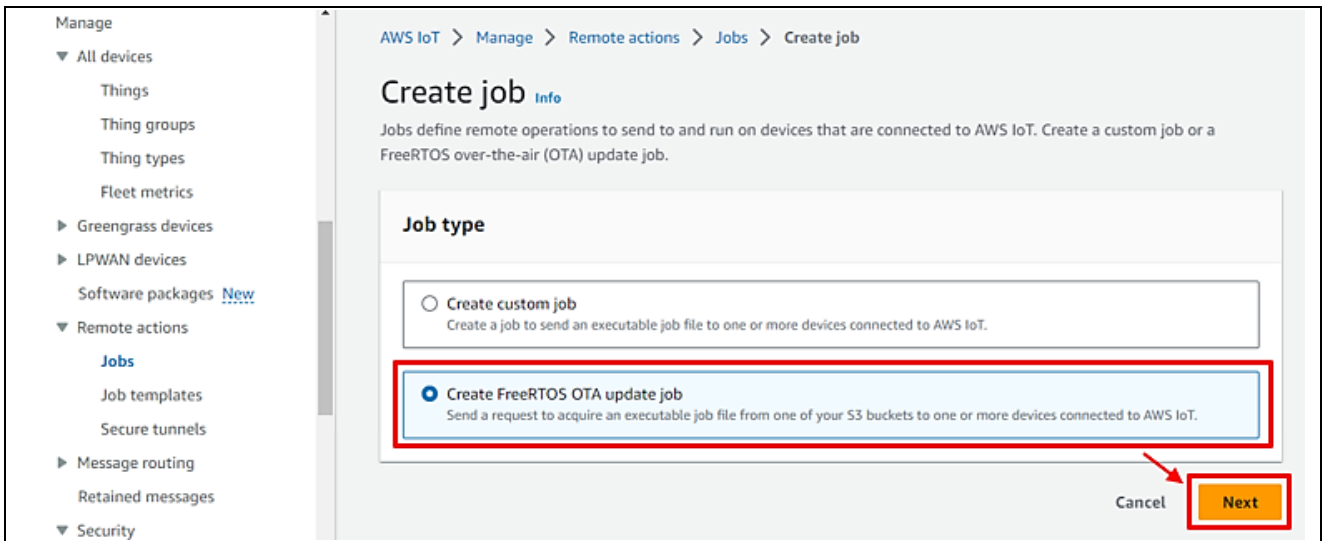 Manage
All devices
Things
Thing groups
Thing types
Fleet metrics
Greengrass devices
LPWAN devices
Software packages New
Remote actions
Jobs
Job templates
Secure tunnels
Message routing
Retained messages
Security
AWS IoT > Manage > Remote actions > Jobs > Create job
Create job Info
Jobs define remote operations to send to and run on devices that are connected to AWS IoT. Create a custom job or a
FreeRTOS over-the-air (OTA) update job.
Job type
Create custom job
Create a job to send an executable job file to one or more devices connected to AWS IoT.
Create FreeRTOS OTA update job
Send a request to acquire an executable job file from one of your S3 buckets to one or more devices connected to AWS IoT.
Cancel
Next